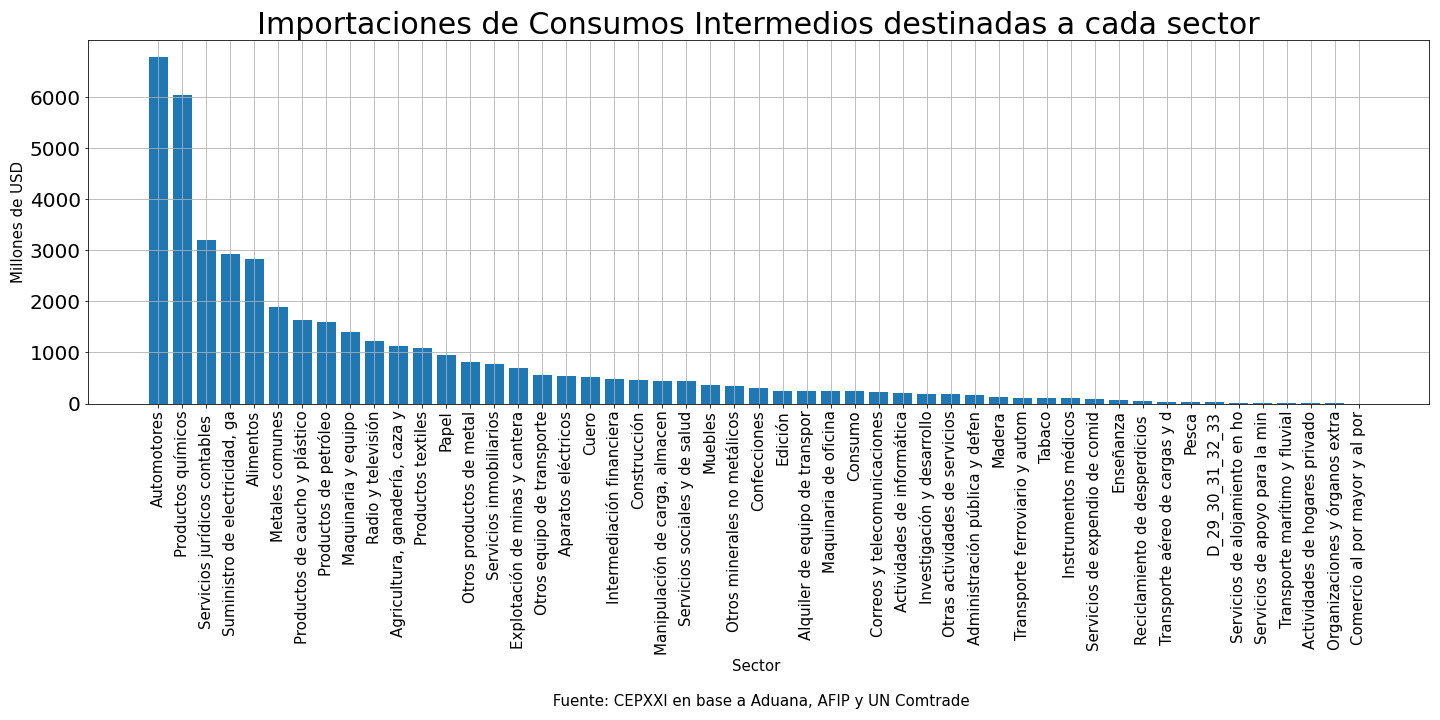 Importaciones de Consumos Intermedios destinadas a cada sector
Millones de USD
6000
5000
4000
3000
2000
1000
0
Automotores
Productos químicos
Servicios jurídicos contables
Suministro de electricidad, ga
Alimentos
Metales comunes
Productos de caucho y plástico
Productos de petróleo
Maquinaria y equipo
Radio y televisión
Agricultura, ganadería, caza y
Productos textiles
Papel
Otros productos de metal
Servicios inmobiliarios
Explotación de minas y cantera
Otros equipo de transporte
Aparatos eléctricos
Cuero
Intermediación financiera
Construcción
Manipulación de carga, almacen
Servicios sociales y de salud
Muebles
Otros minerales no metálicos
Confecciones
Edición
Alquiler de equipo de transpor
Maquinaria de oficina
Consumo
Correos y telecomunicaciones
Actividades de informática
Investigación y desarrollo
Otras actividades de servicios
Administración pública y defen
Madera
Transporte ferroviario y autom
Tabaco
Instrumentos médicos
Servicios de expendio de comid
Enseñanza
Reciclamiento de desperdicios
Transporte aéreo de cargas y d
Pesca
D_29_30_31_32_33
Servicios de alojamiento en ho
Servicios de apoyo para la min
Transporte marítimo y fluvial
Actividades de hogares privado
Organizaciones y órganos extra
Comercio al por mayor y al por
Sector
Fuente: CEPXXI en base a Aduana, AFIP y UN Comtrade